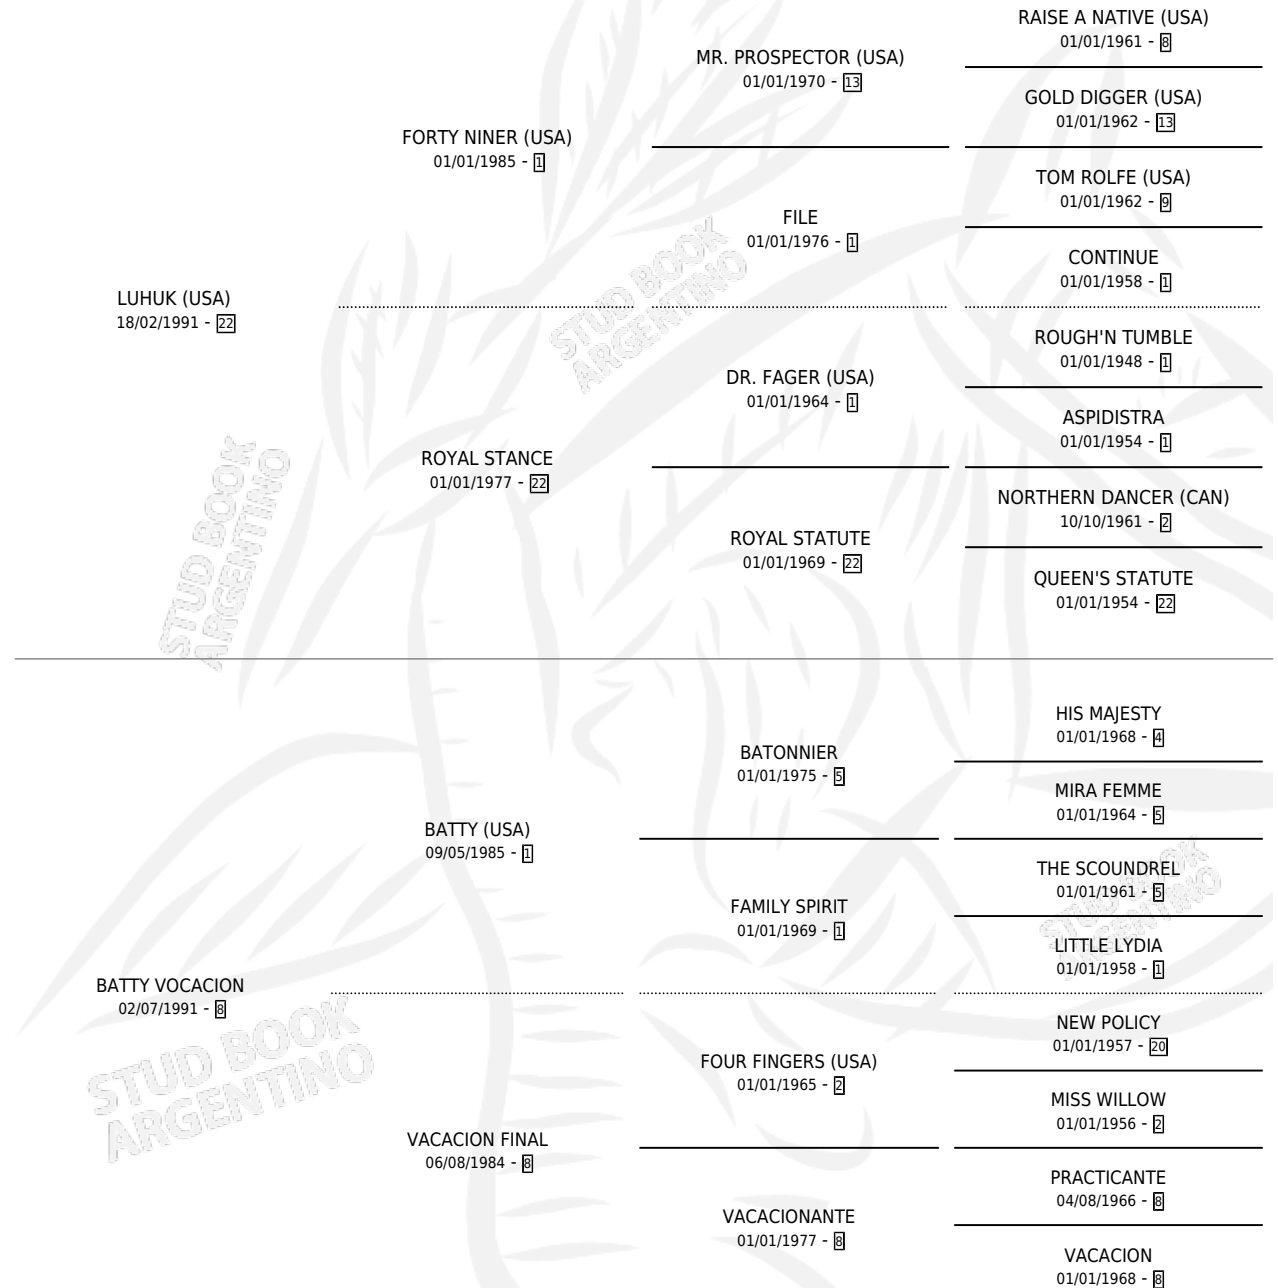 RAISE A NATIVE (USA)
01/01/1961 - 8
MR. PROSPECTOR (USA)
01/01/1970 - 13
GOLD DIGGER (USA)
01/01/1962 - 13
FORTY NINER (USA)
01/01/1985 - 1
TOM ROLFE (USA)
01/01/1962 - 9
FILE
01/01/1976 - 1
CONTINUE
01/01/1958 - 1
LUHUK (USA)
18/02/1991 - 22
ROUGH'N TUMBLE
01/01/1948 - 1
DR. FAGER (USA)
01/01/1964 - 1
ASPIDISTRA
01/01/1954 - 1
ROYAL STANCE
01/01/1977 - 22
NORTHERN DANCER (CAN)
10/10/1961 - 2
ROYAL STATUTE
01/01/1969 - 22
QUEEN'S STATUTE
01/01/1954 - 22
HIS MAJESTY
01/01/1968 - 4
BATONNIER
01/01/1975 - 5
MIRA FEMME
01/01/1964 - 5
BATTY (USA)
09/05/1985 - 1
THE SCOUNDREL
01/01/1961 - 5
FAMILY SPIRIT
01/01/1969 - 1
LITTLE LYDIA
01/01/1958 - 1
BATTY VOCACION
02/07/1991 - 8
NEW POLICY
01/01/1957 - 20
FOUR FINGERS (USA)
01/01/1965 - 2
MISS WILLOW
01/01/1956 - 2
VACACION FINAL
06/08/1984 - 8
PRACTICANTE
04/08/1966 - 8
VACACIONANTE
01/01/1977 - 8
VACACION
01/01/1968 - 8
STUD BOOK
ARGENTINO
STUD BOOK
ARGENTINO
STUD BOOK
ARGENTINO
STUD BOOK
ARGENTINO